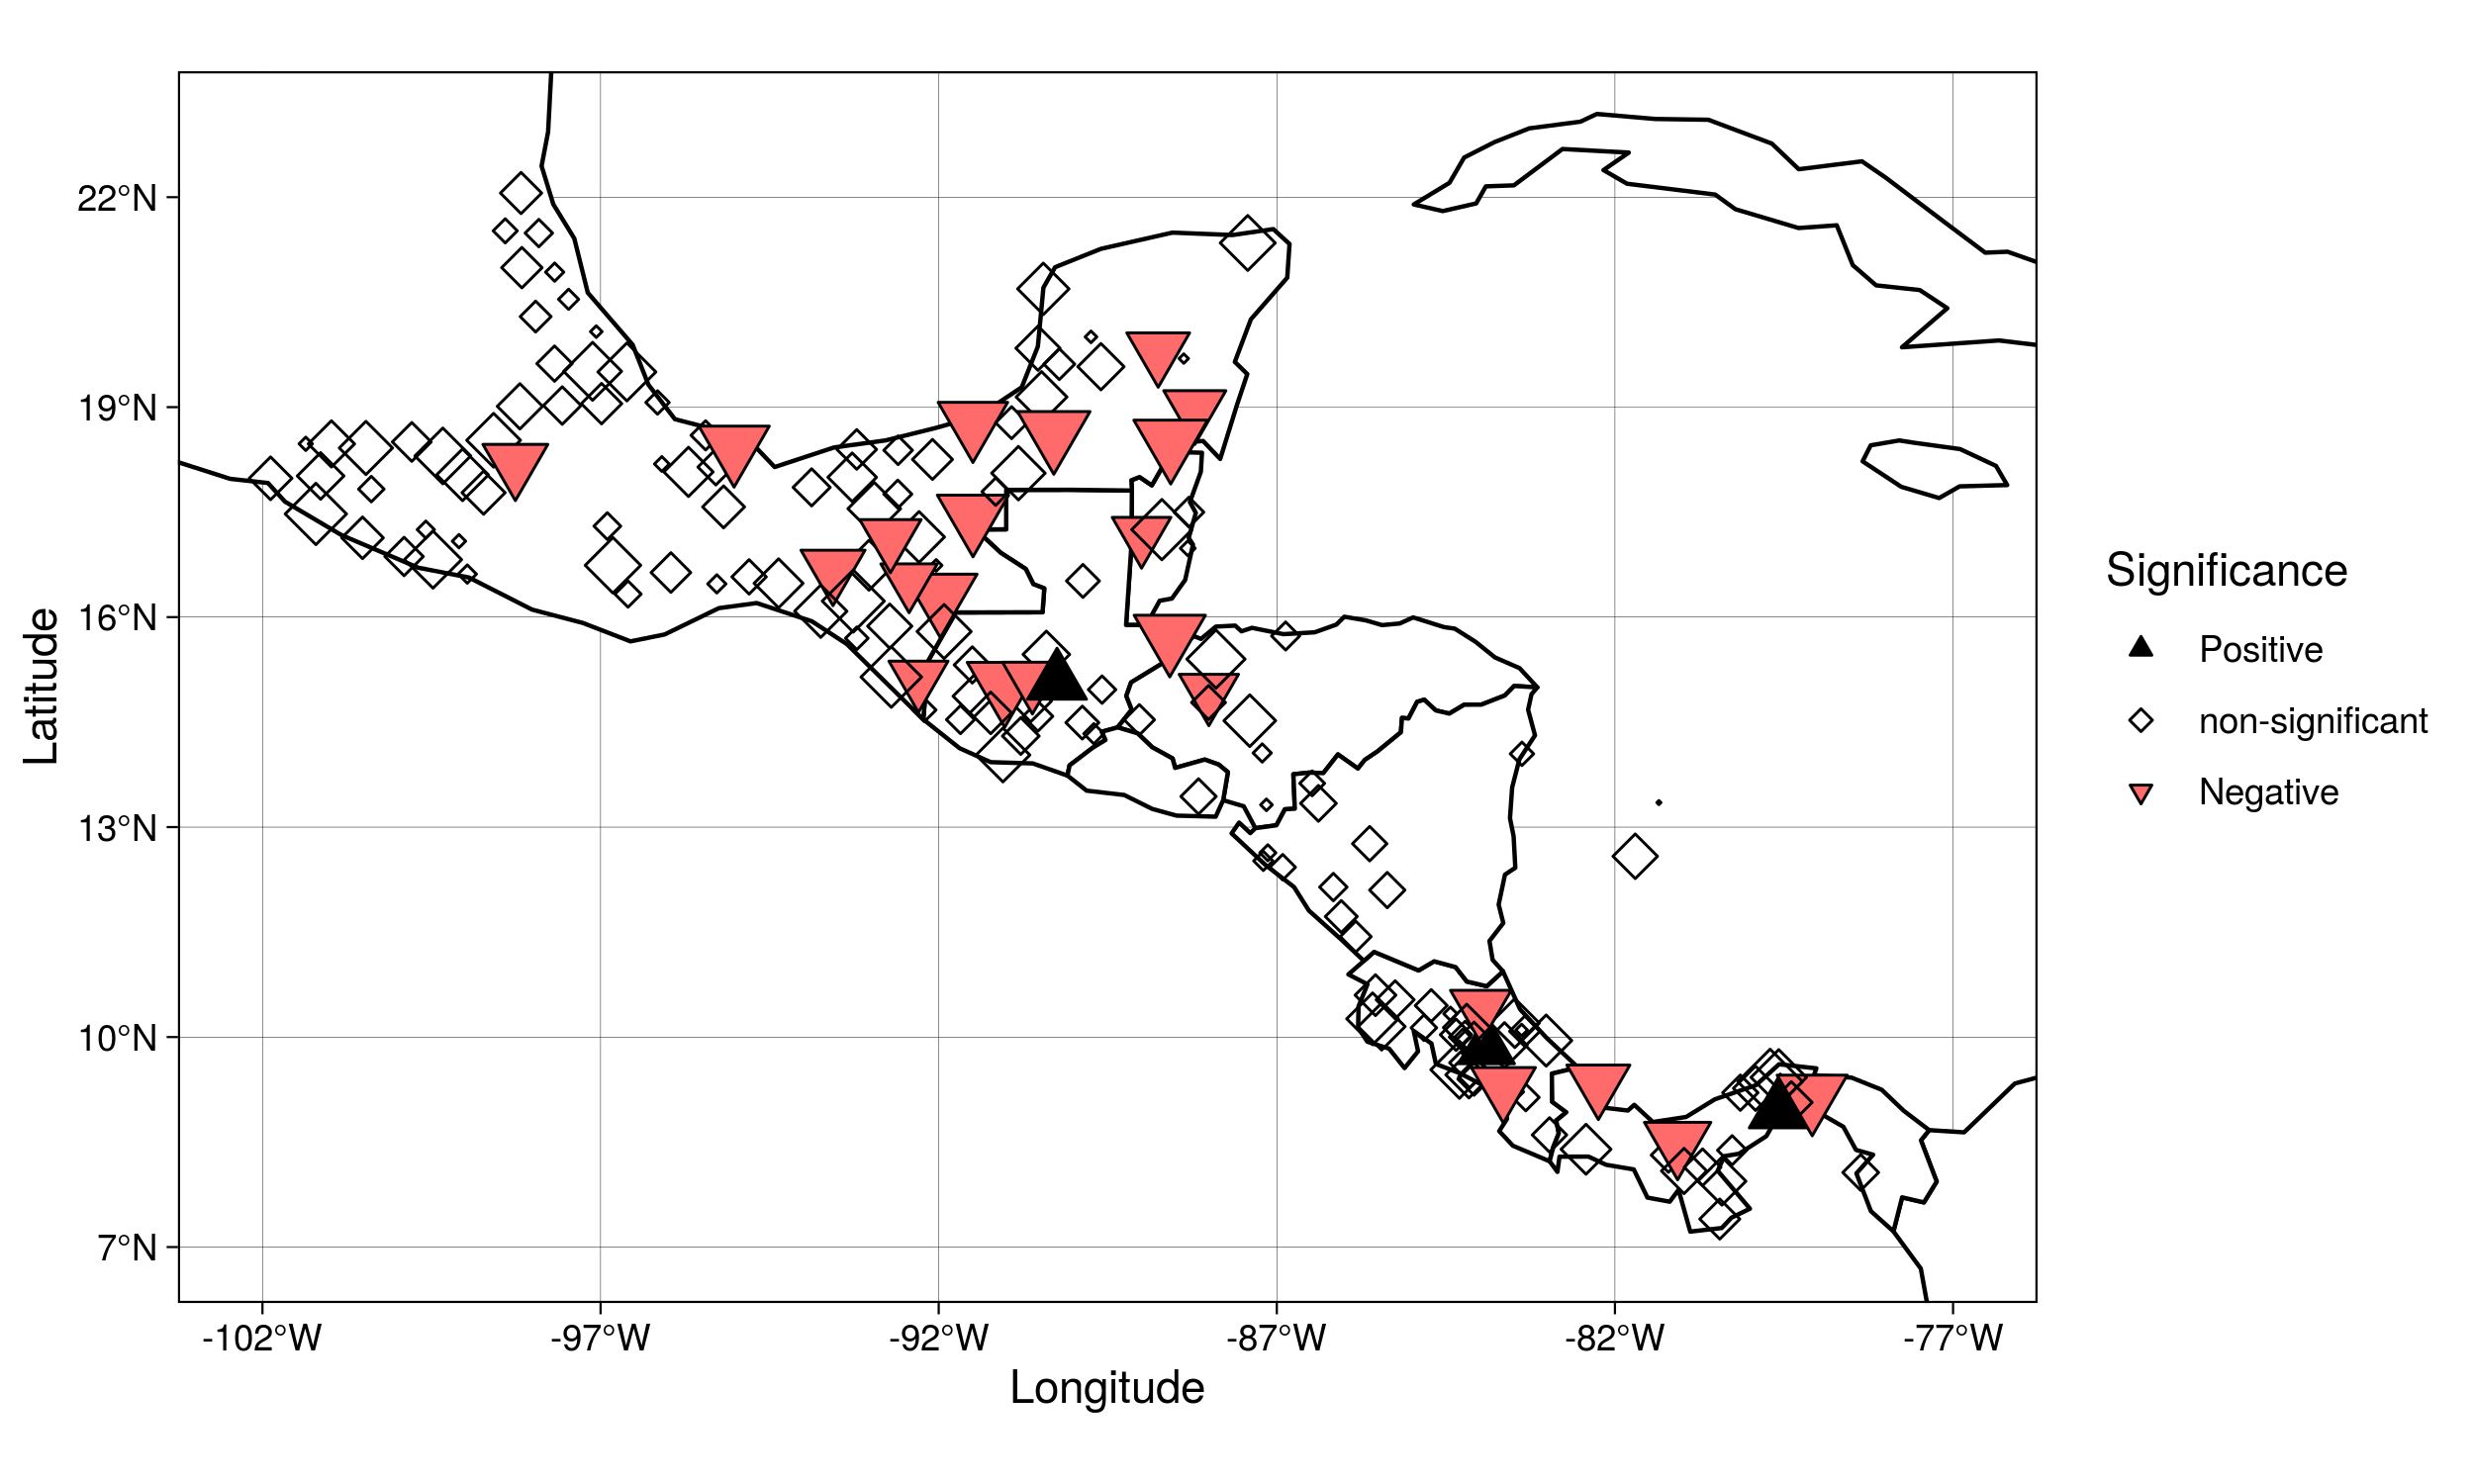 22°N
19°N
16°N
13°N
10°N
7°N
Latitude
-102°W
-97°W
-92°W
-87°W
-82°W
-77°W
Longitude
Significance
Positive
non-significant
Negative